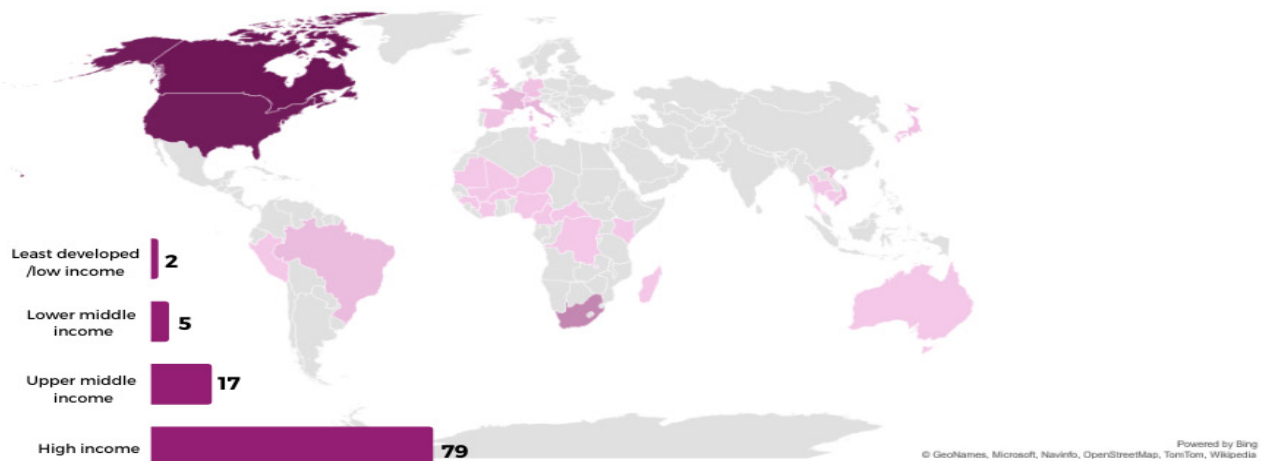 Least developed
/low income
2
Lower middle
income
5
Upper middle
income
17
High income
79
Powered by Bing
© GeoNames, Microsoft, Navinfo, OpenStreetMap, TomTom, Wikipedia